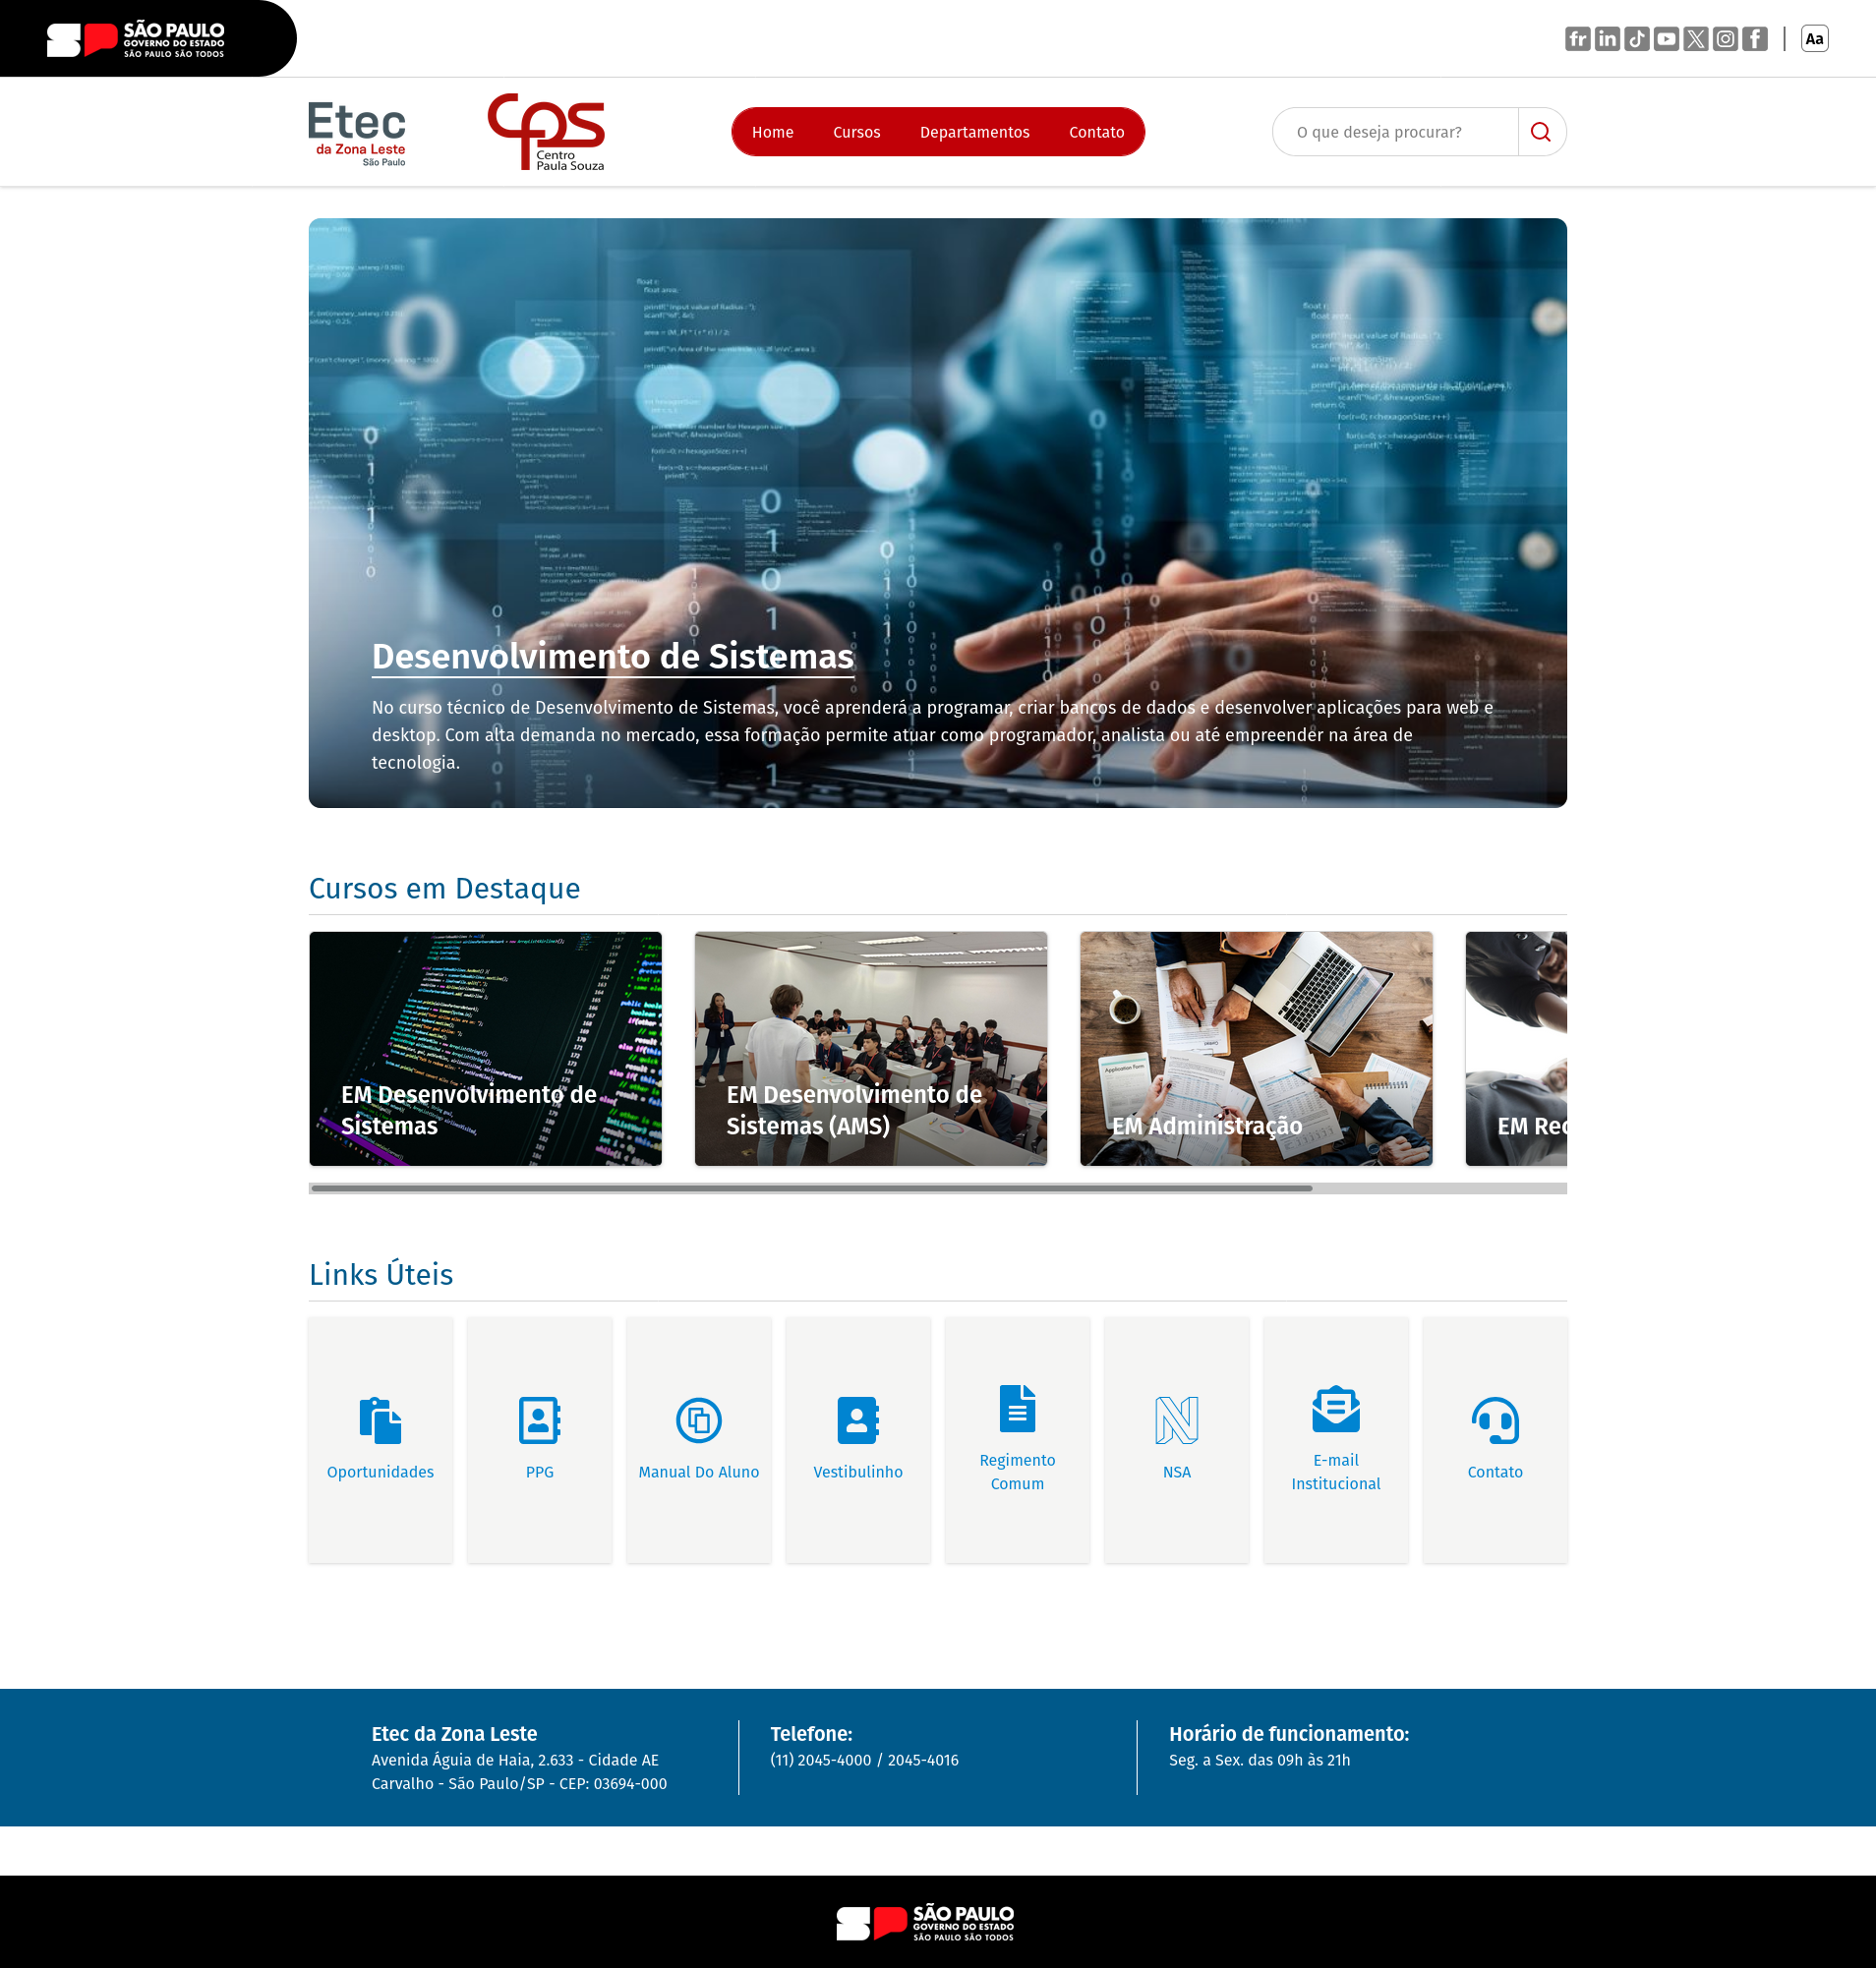 SÃO PAULO
GOVERNO DO ESTADO
SÃO PAULO SÃO TODOS
Aa
Etec
da Zona Leste
São Paulo
cps
Centro
Paula Souza
Home
Cursos
Departamentos
Contato
O que deseja procurar?
Desenvolvimento de Sistemas
No curso técnico de Desenvolvimento de Sistemas, você aprenderá a programar, criar bancos de dados e desenvolver aplicações para web e
desktop. Com alta demanda no mercado, essa formação permite atuar como programador, analista ou até empreender na área de
tecnologia.
Cursos em Destaque
EM Desenvolvimento de
Sistemas
EM Desenvolvimento de
Sistemas (AMS)
EM Administração
EM Rec
Links Úteis
Oportunidades
PPG
Manual Do Aluno
Vestibulinho
Regimento
Comum
NSA
E-mail
Institucional
Contato
Etec da Zona Leste
Avenida Águia de Haia, 2.633 - Cidade AE
Carvalho - São Paulo/SP - CEP: 03694-000
Telefone:
(11) 2045-4000 / 2045-4016
Horário de funcionamento:
Seg. a Sex. das 09h às 21h
SÃO PAULO
GOVERNO DO ESTADO
SÃO PAULO SÃO TODOS